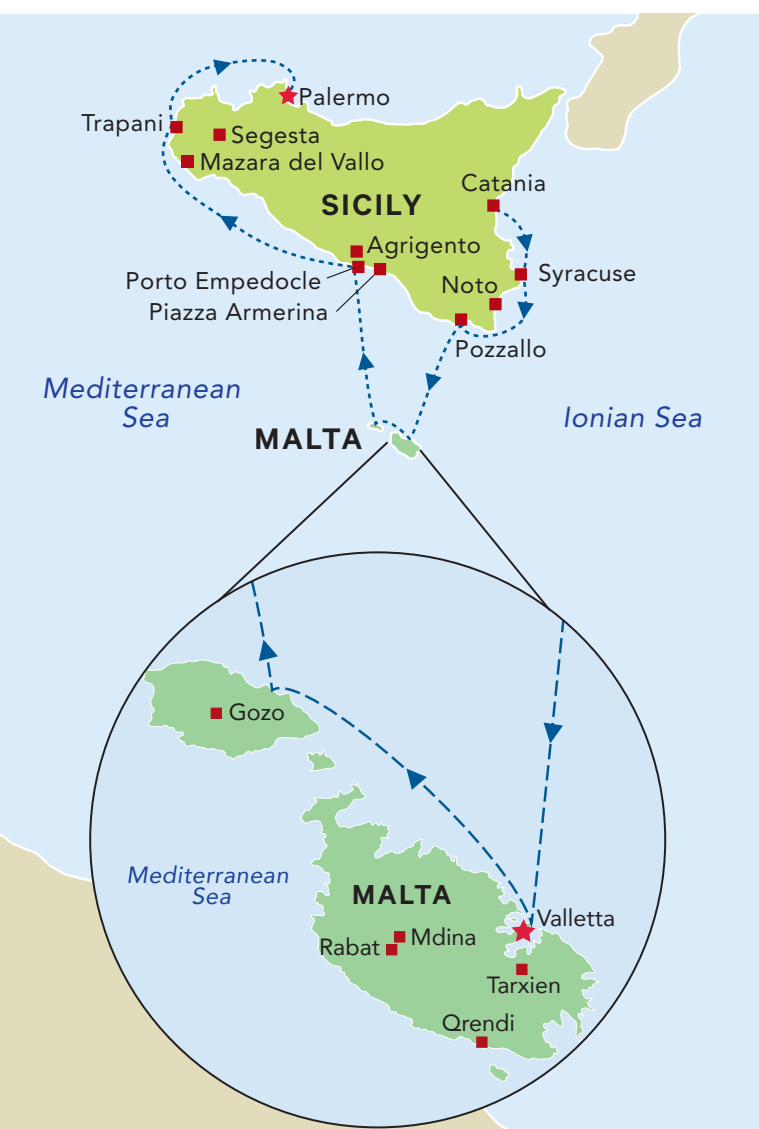 Palermo
Trapani
Segesta
Mazara del Vallo
Catania
SICILY
Agrigento
Porto Empedocle
Syracuse
Noto
Piazza Armerina
Pozzallo
Mediterranean
Sea
Ionian Sea
MALTA
Gozo
Mediterranean
Sea
MALTA
Valletta
Mdina
Rabat
Tarxien
Qrendi